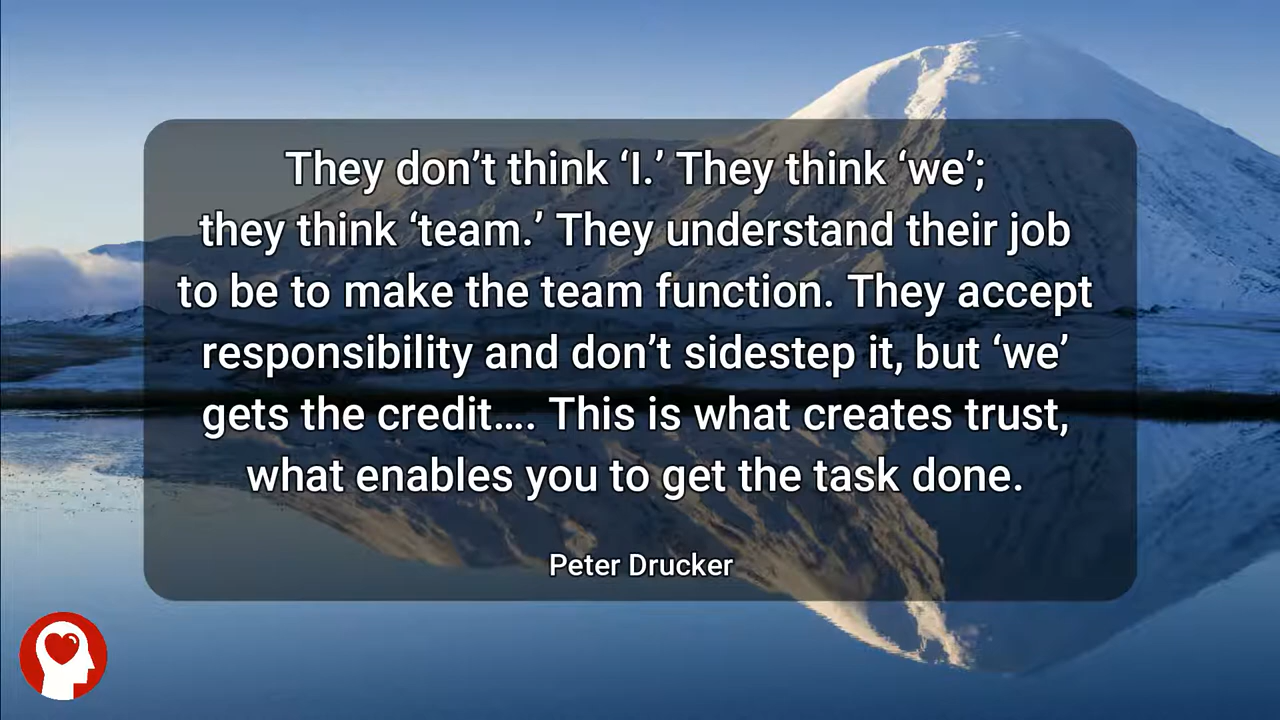 They don’t think ‘I.’ They think ‘we’;
they think ‘team.’ They understand their job
to be to make the team function. They accept
responsibility and don’t sidestep it, but ‘we’
gets the credit…. This is what creates trust,
what enables you to get the task done.
Peter Drucker